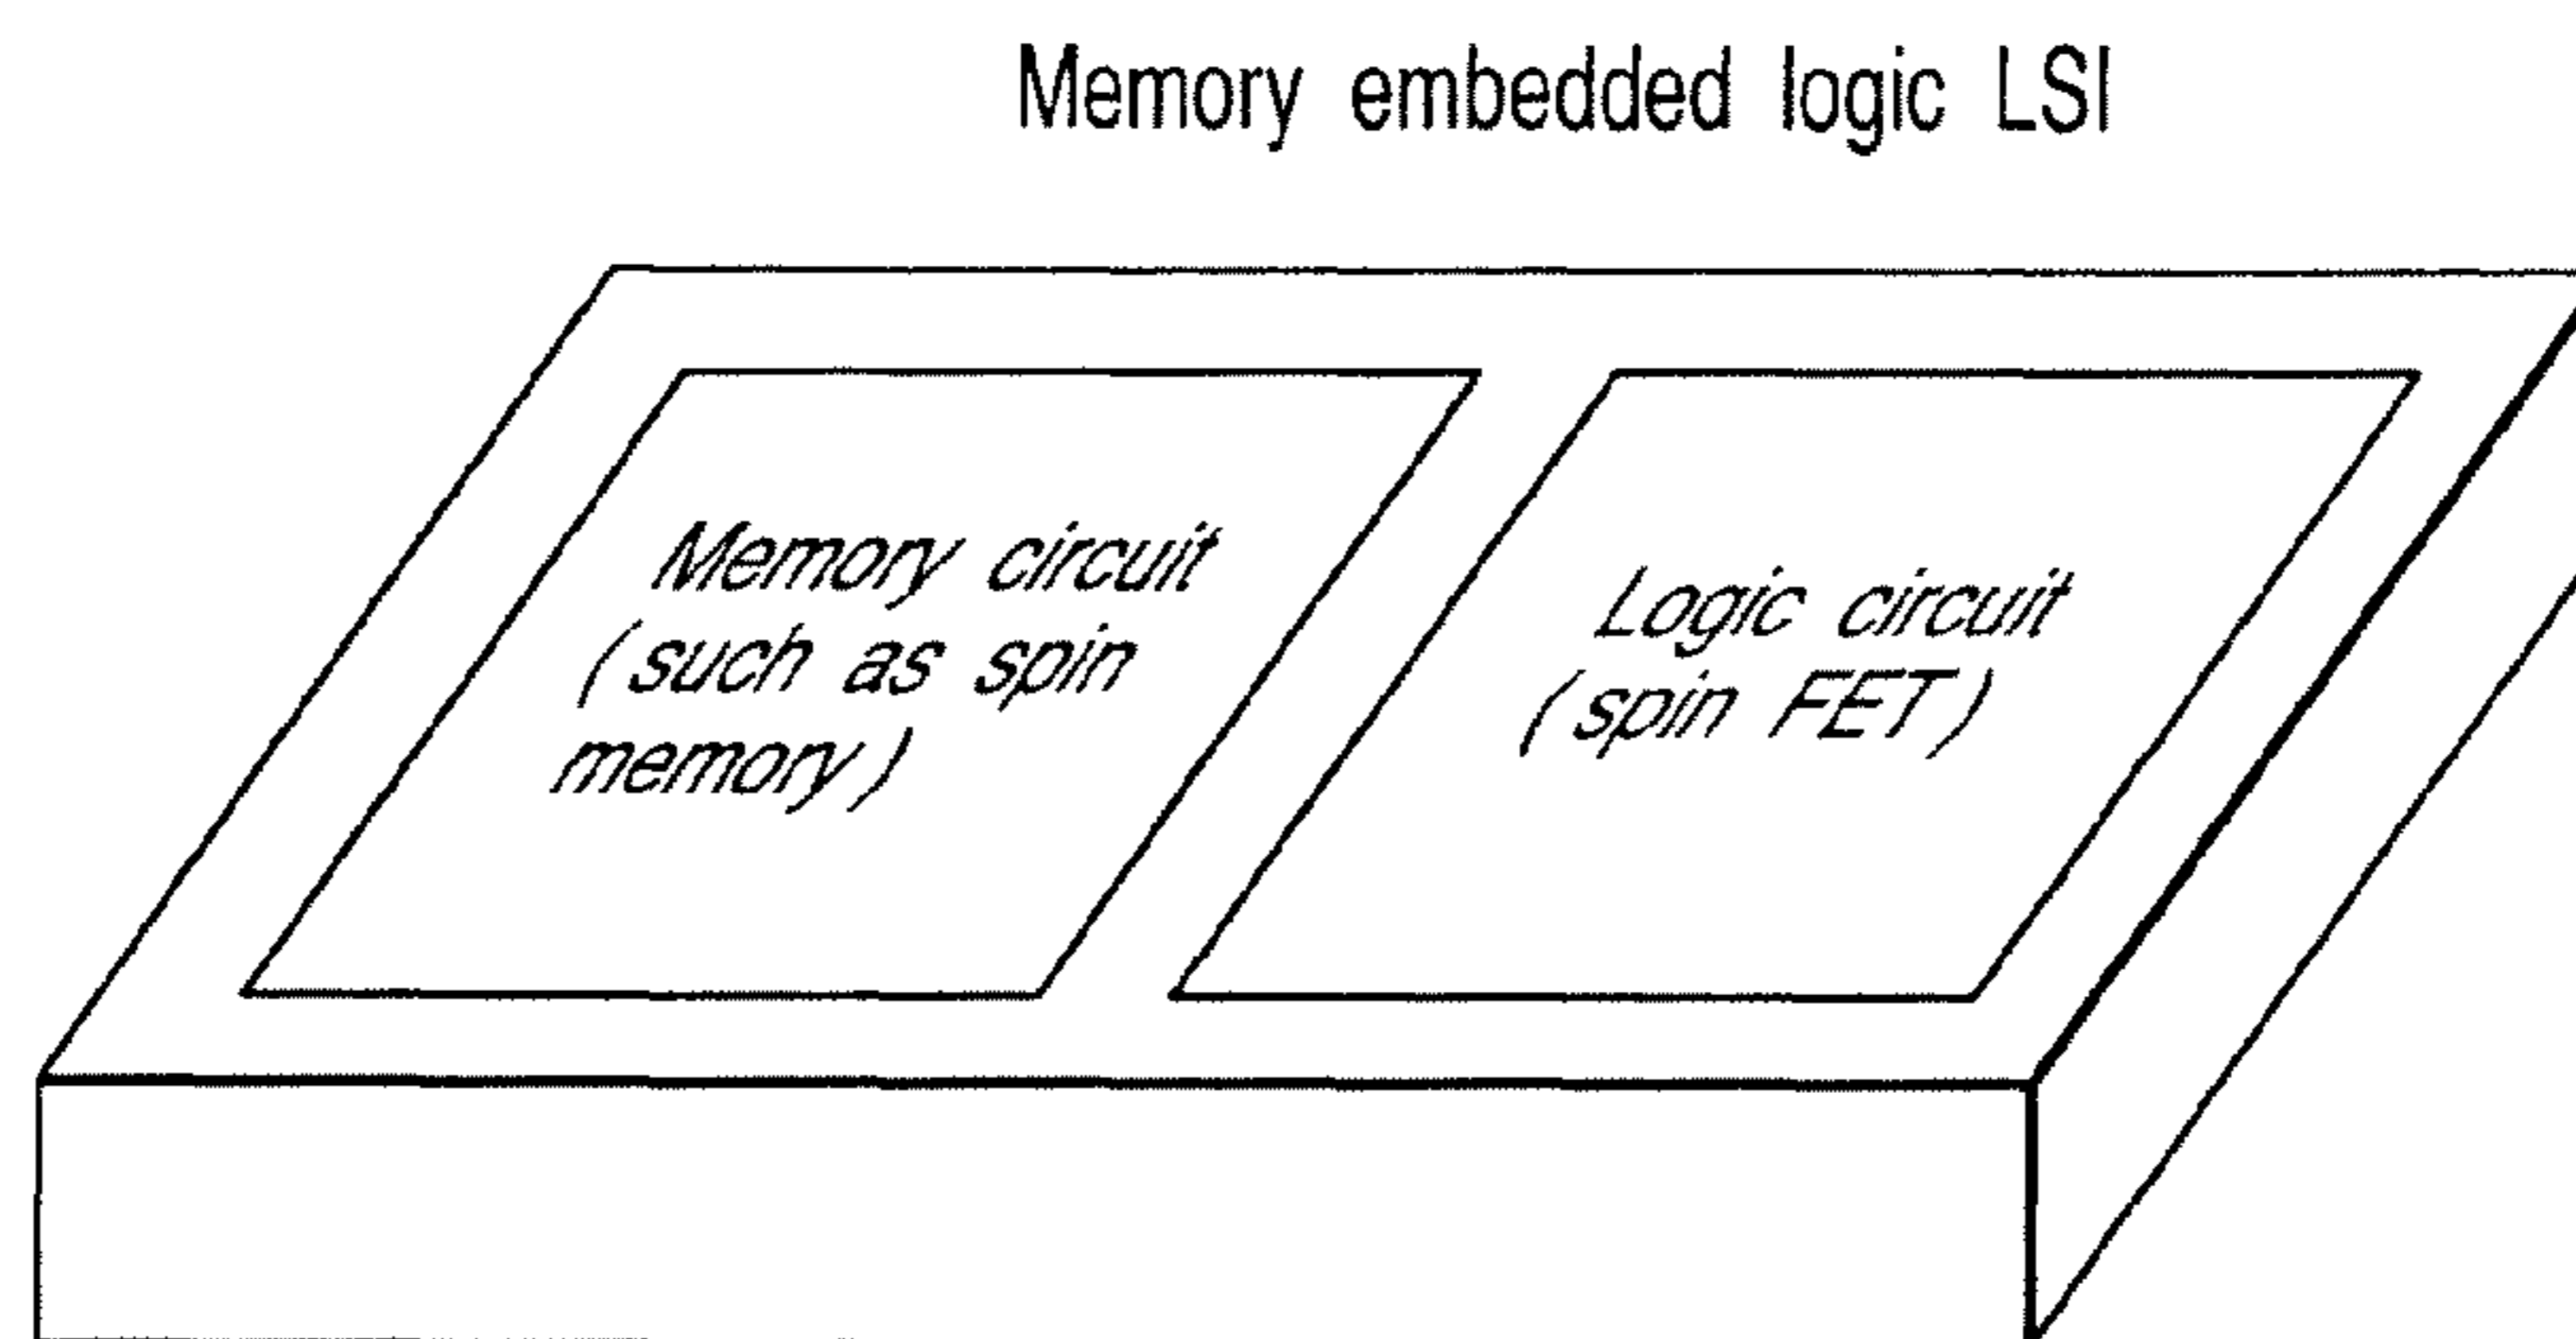 Memory embedded logic LSI
Memory circuit
(such as spin
memory)
Logic circuit
(spin FET)